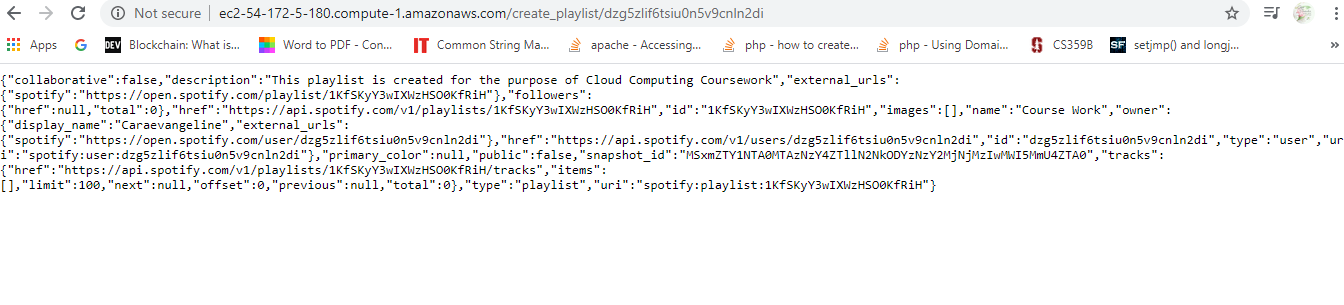 Not secure | ec2-54-172-5-180.compute-1.amazonaws.com/create_playlist/dzg5zlif6tsiu0n5v9cnln2di
Apps G DEV Blockchain: What is... Word to PDF - Con... IT Common String Ma... apache - Accessing... php - how to create... php - Using Domai... CS359B SF setjmp() and longj... »
{"collaborative":false,"description":"This playlist is created for the purpose of Cloud Computing Coursework","external_urls":
{"spotify":"https://open.spotify.com/playlist/1KfSKyY3wIXWzHSO0KfRiH"},"followers":
{"href":null,"total":0},"href":"https://api.spotify.com/v1/playlists/1KfSKyY3wIXWzHSO0KfRiH","id":"1KfSKyY3wIXWzHSO0KfRiH","images":[],"name":"Course Work","owner":
{"display_name":"Caraevangeline","external_urls":
{"spotify":"https://open.spotify.com/user/dzg5zlif6tsiu0n5v9cnln2di"},"href":"https://api.spotify.com/v1/users/dzg5zlif6tsiu0n5v9cnln2di","id":"dzg5zlif6tsiu0n5v9cnln2di","type":"user","ur
i":"spotify:user:dzg5zlif6tsiu0n5v9cnln2di"},"primary_color":null,"public":false,"snapshot_id":"MSxmZTY1NTA0MTAzNzY4ZTllN2NkODYzNzY2MjNjMzIwMWI5MmU4ZTA0","tracks":
{"href":"https://api.spotify.com/v1/playlists/1KfSKyY3wIXWzHSO0KfRiH/tracks","items":
[],"limit":100,"next":null,"offset":0,"previous":null,"total":0},"type":"playlist","uri":"spotify:playlist:1KfSKyY3wIXWzHSO0KfRiH"}